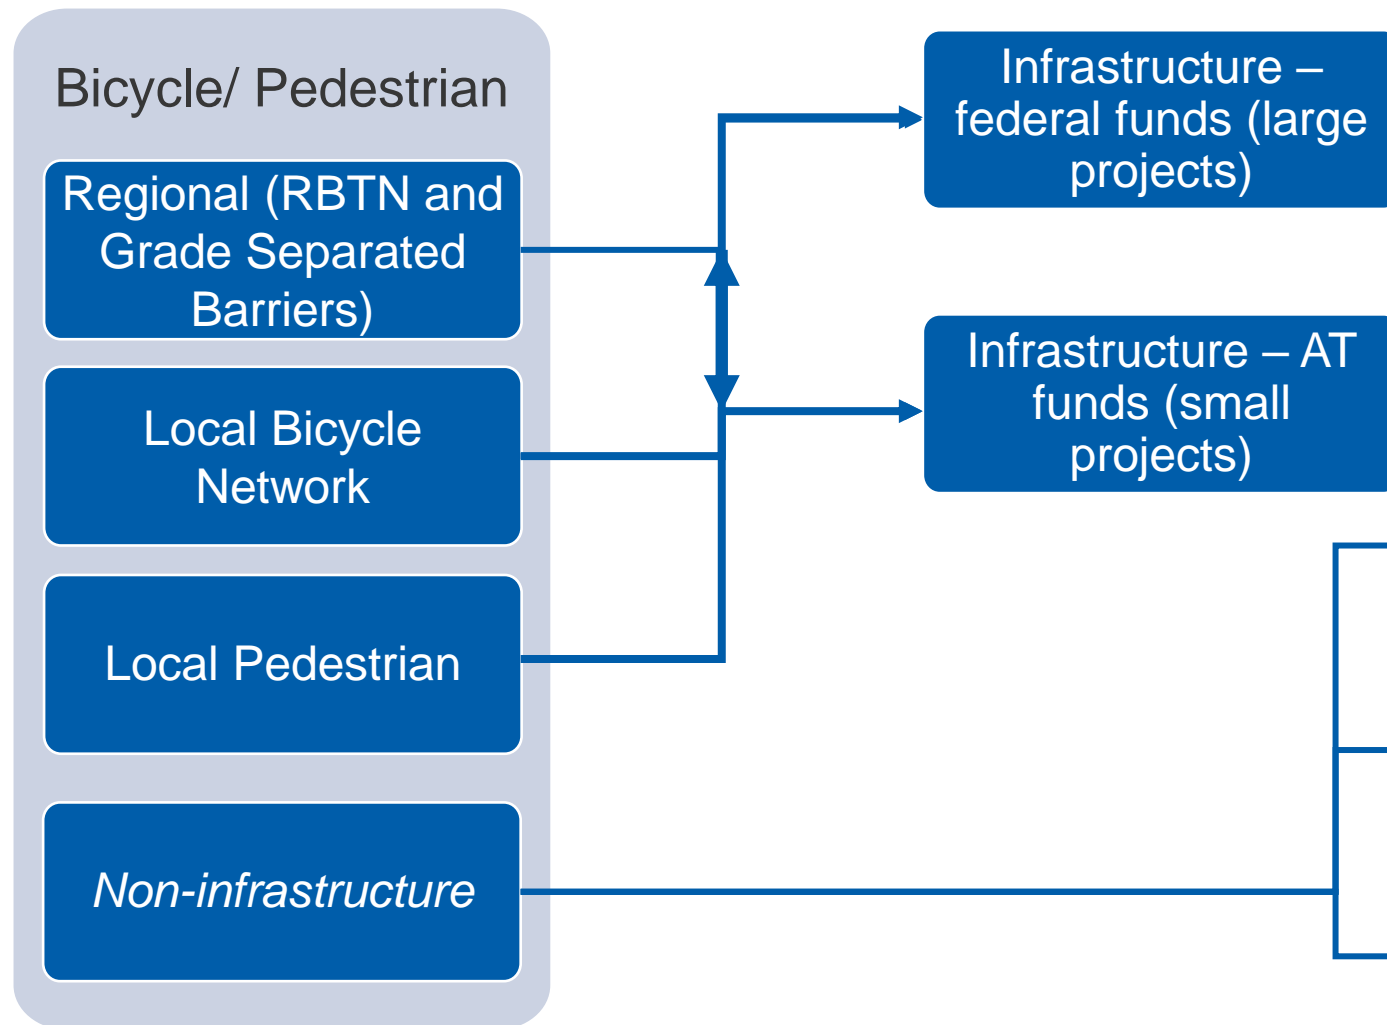 Bicycle/ Pedestrian
Regional (RBTN and
Grade Separated
Barriers)
Local Bicycle
Network
Local Pedestrian
Non-infrastructure
Infrastructure –
federal funds (large
projects)
Infrastructure – AT
funds (small
projects)